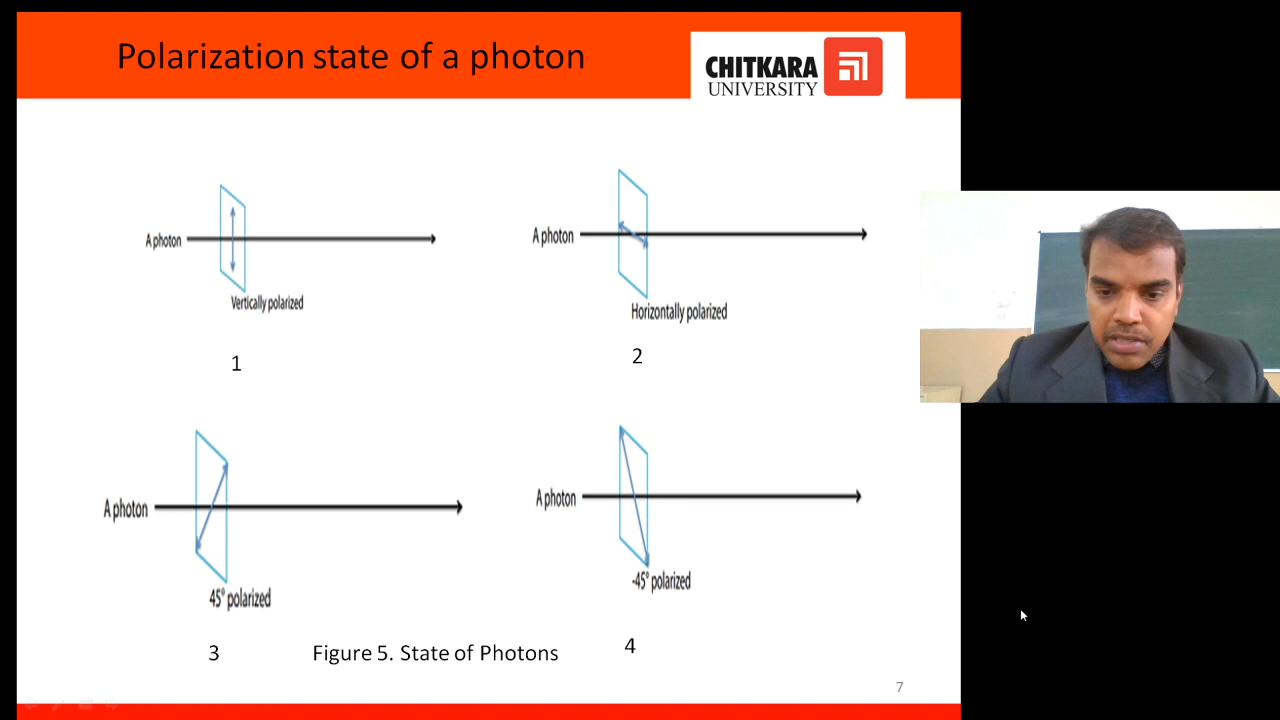 Polarization state of a photon
CHITKARA
UNIVERSITY
A photon
Vertically polarized
1
A photon
Horizontally polarized
2
A photon
45° polarized
3
A photon
-45° polarized
4
Figure 5. State of Photons
7